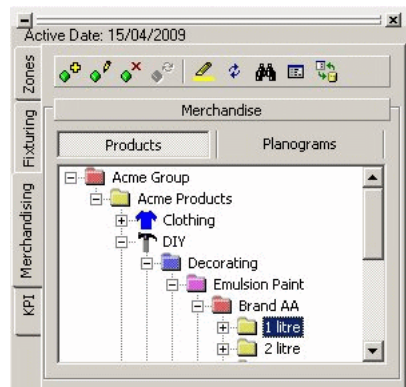 Active Date: 15/04/2009
Zones
Fixturing
Merchandising
KPI
Merchandise
Products
Planograms
Acme Group
Acme Products
Clothing
DIY
Decorating
Emulsion Paint
Brand AA
1 litre
2 litre